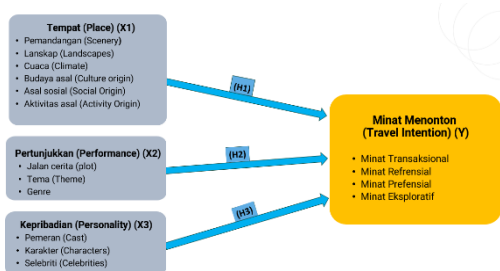 Tempat (Place) (X1)
• Pemandangan (Scenery)
• Lanskap (Landscapes)
• Cuaca (Climate)
• Budaya asal (Culture origin)
• Asal sosial (Social Origin)
• Aktivitas asal (Activity Origin)
(H1)
Pertunjukkan (Performance) (X2)
• Jalan cerita (plot)
• Tema (Theme)
• Genre
(H2)
Kepribadian (Personality) (X3)
• Pemeran (Cast)
• Karakter (Characters)
• Selebriti (Celebrities)
(H3)
Minat Menonton
(Travel Intention) (Y)
• Minat Transaksional
• Minat Refrensial
• Minat Prefensial
• Minat Eksploratif